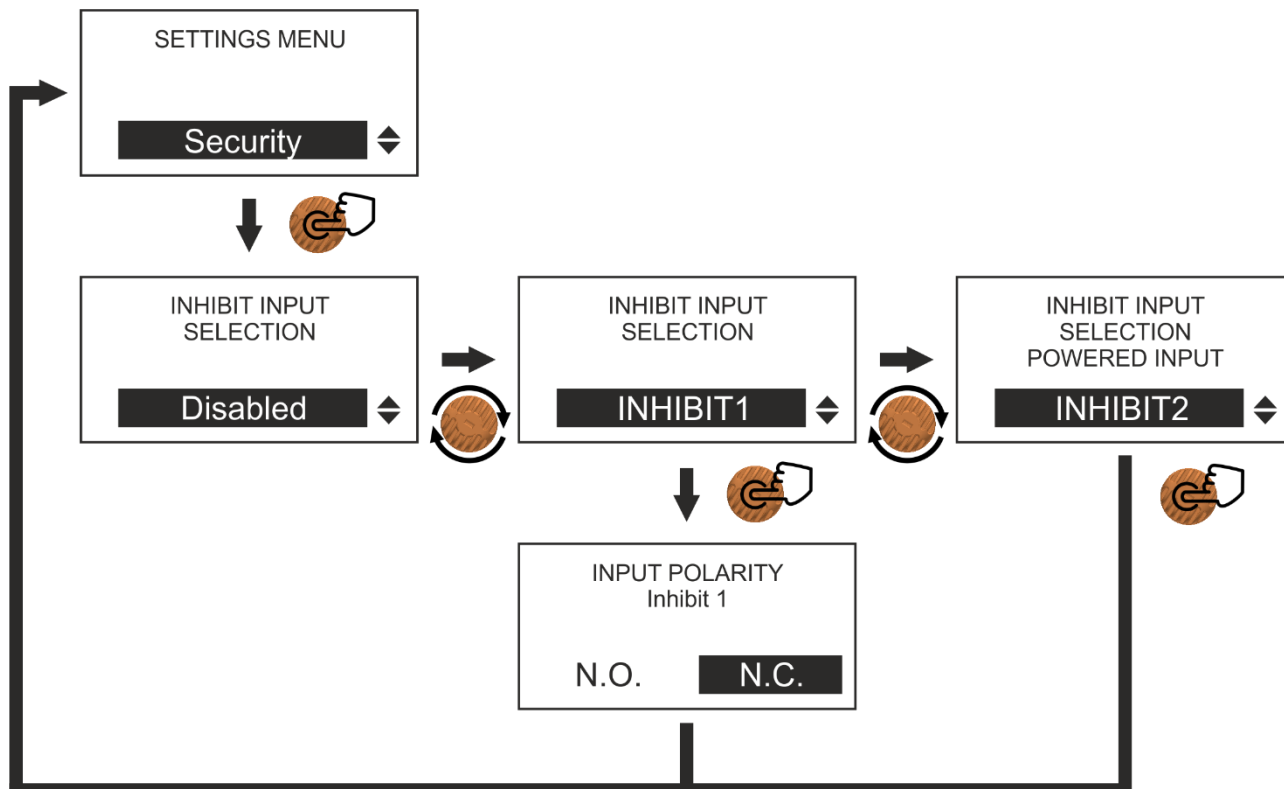 SETTINGS MENU
Security
INHIBIT INPUT
SELECTION
Disabled
INHIBIT INPUT
SELECTION
INHIBIT1
INHIBIT INPUT
SELECTION
POWERED INPUT
INHIBIT2
INPUT POLARITY
Inhibit 1
N.O. N.C.